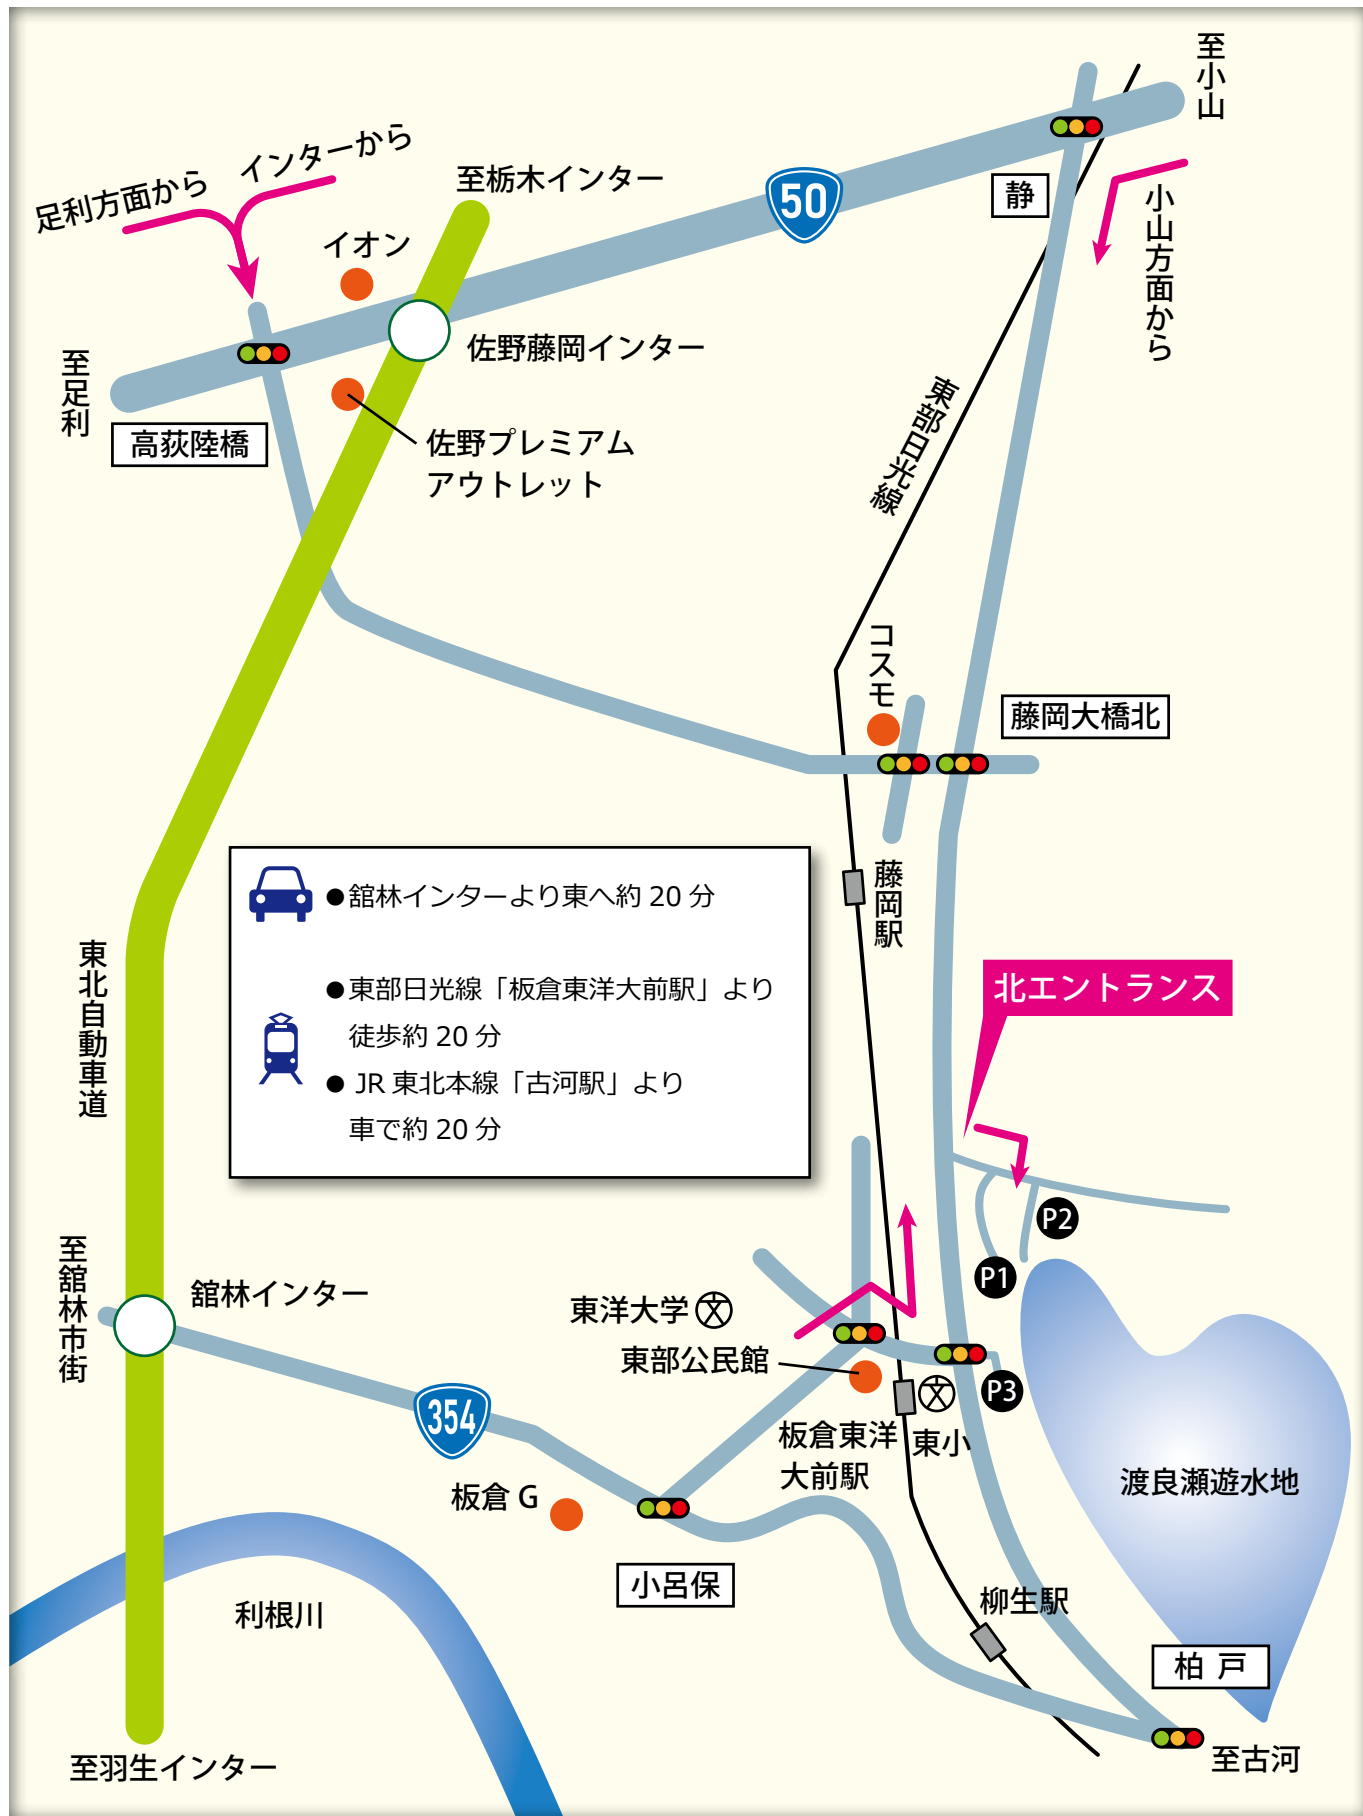 至小山
インターから
足利方面から
至栃木インター
50
静
小山方面から
イオン
佐野藤岡インター
至足利
高荻陸橋
佐野プレミアム
アウトレット
東部日光線
コスモ
藤岡大橋北
●舘林インターより東へ約 20 分
●東部日光線「板倉東洋大前駅」より
徒歩約 20 分
● JR 東北本線「古河駅」より
車で約 20 分
藤岡駅
東北自動車道
北エントランス
P2
P1
至舘林市街
舘林インター
東洋大学
文
東部公民館
P3
文
354
板倉東洋
大前駅
東小
渡良瀬遊水地
板倉 G
小呂保
利根川
柳生駅
柏 戸
至古河
至羽生インター